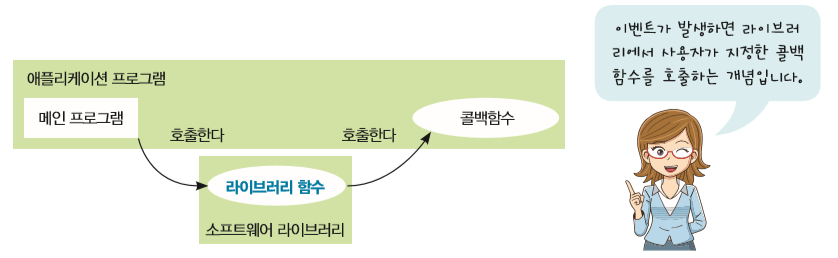 애플리케이션 프로그램
메인 프로그램
호출한다
호출한다
콜백함수
라이브러리 함수
소프트웨어 라이브러리
이벤트가 발생하면 라이브러
리에서 사용자가 지정한 콜백
함수를 호출하는 개념입니다.